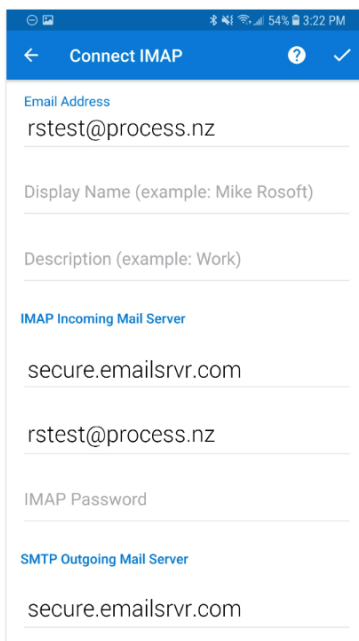 54% 3:22 PM
Connect IMAP
Email Address
rstest@process.nz
Display Name (example: Mike Rosoft)
Description (example: Work)
IMAP Incoming Mail Server
secure.emailsrvr.com
rstest@process.nz
IMAP Password
SMTP Outgoing Mail Server
secure.emailsrvr.com